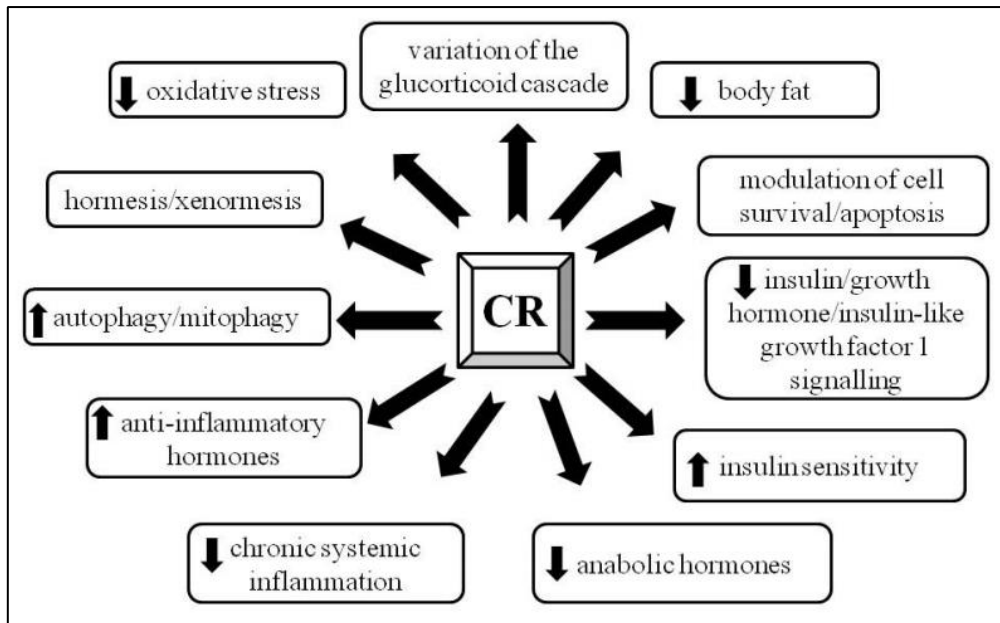 variation of the
glucorticoid cascade
↓ oxidative stress
↓ body fat
hormesis/xenormesis
modulation of cell
survival/apoptosis
CR
↑ autophagy/mitophagy
↓ insulin/growth
hormone/insulin-like
growth factor 1
signalling
↑ anti-inflammatory
hormones
↑ insulin sensitivity
↓ chronic systemic
inflammation
↓ anabolic hormones